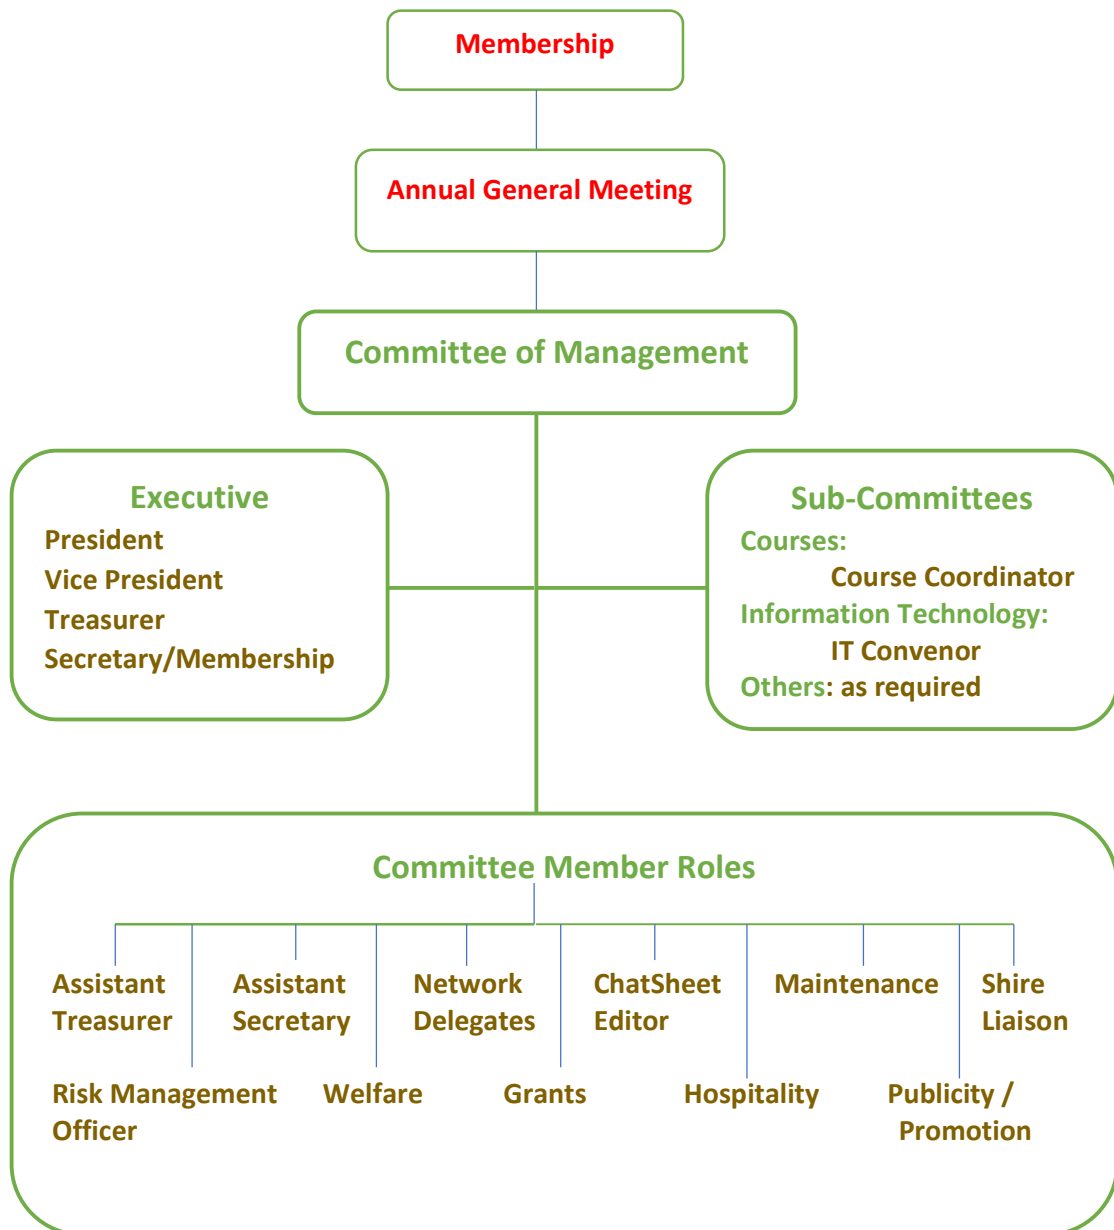 Membership
Annual General Meeting
Committee of Management
Executive
President
Vice President
Treasurer
Secretary/Membership
Sub-Committees
Courses:
Course Coordinator
Information Technology:
IT Convenor
Others: as required
Committee Member Roles
Assistant
Treasurer
Assistant
Secretary
Network
Delegates
ChatSheet
Editor
Maintenance
Shire
Liaison
Risk Management
Officer
Welfare
Grants
Hospitality
Publicity /
Promotion